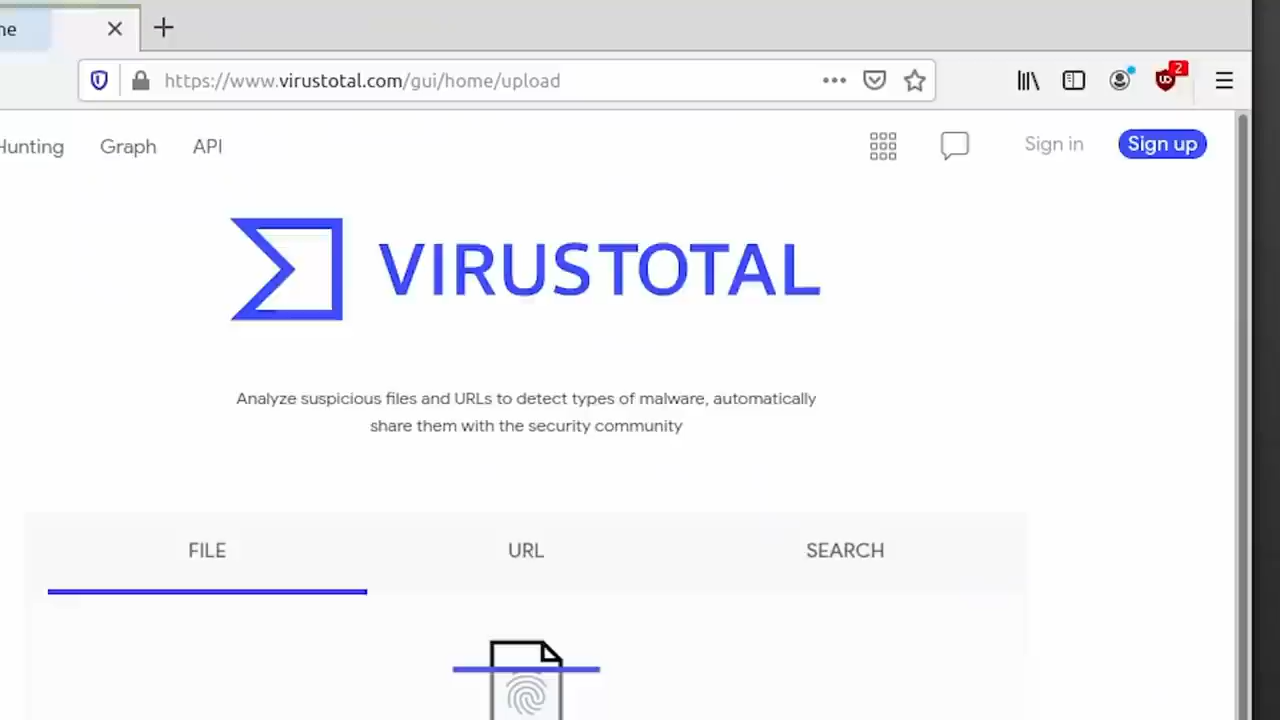 ne
https://www.virustotal.com/gui/home/upload
2
Hunting Graph API Sign in Sign up
VIRUSTOTAL
Analyze suspicious files and URLs to detect types of malware, automatically
share them with the security community
FILE URL SEARCH